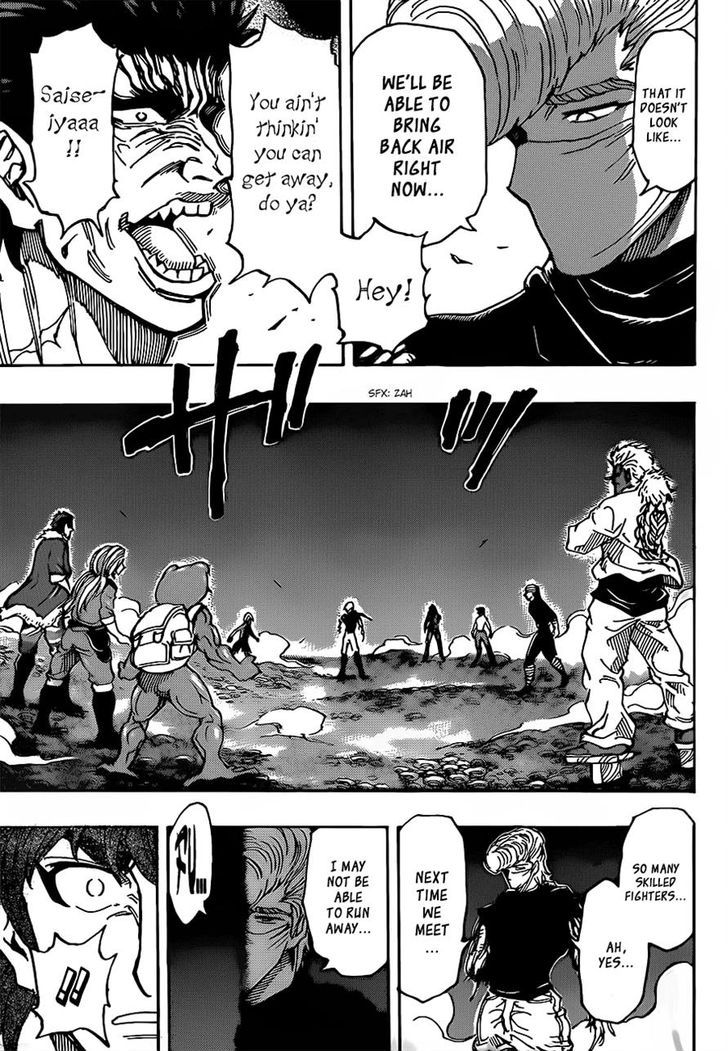 THAT IT
DOESN'T
LOOK
LIKE...
WE'LL BE
ABLE TO
BRING
BACK AIR
RIGHT
NOW...
Hey!
You ain't
thinkin'
you can
get away,
do ya?
Saise-
iyaaa
!!
SFX: ZAH
SO MANY
SKILLED
FIGHTERS...
AH,
YES...
NEXT
TIME
WE
MEET
...
I MAY
NOT BE
ABLE
TO RUN
AWAY...
FU...
!!